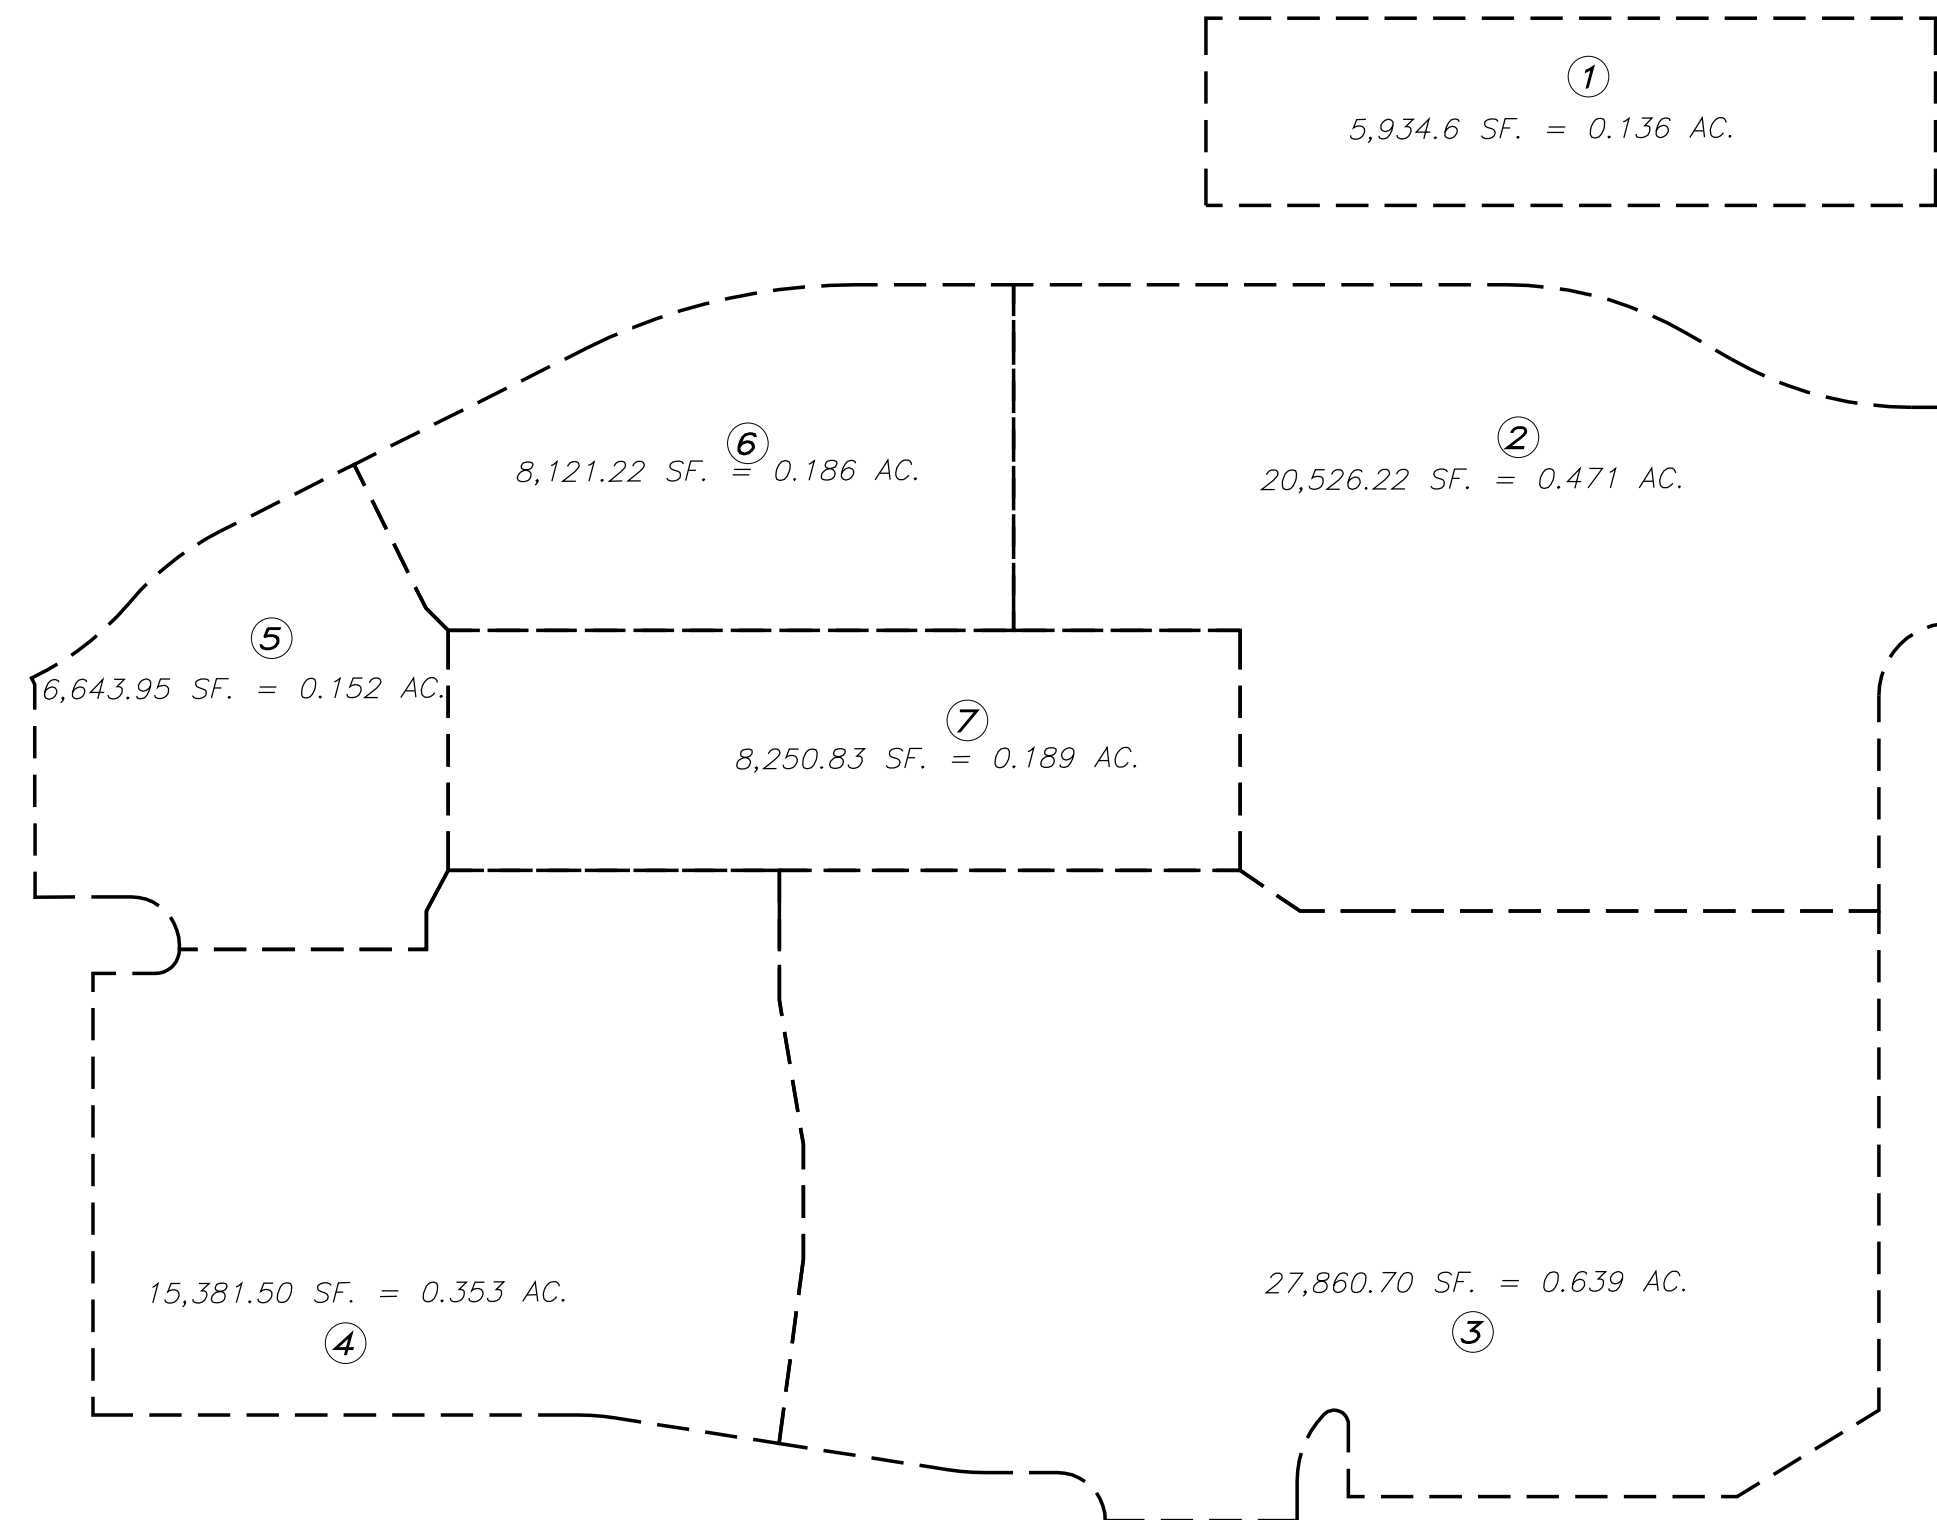 1
5,934.6 SF. = 0.136 AC.
6
8,121.22 SF. = 0.186 AC.
2
20,526.22 SF. = 0.471 AC.
5
6,643.95 SF. = 0.152 AC.
7
8,250.83 SF. = 0.189 AC.
15,381.50 SF. = 0.353 AC.
4
27,860.70 SF. = 0.639 AC.
3